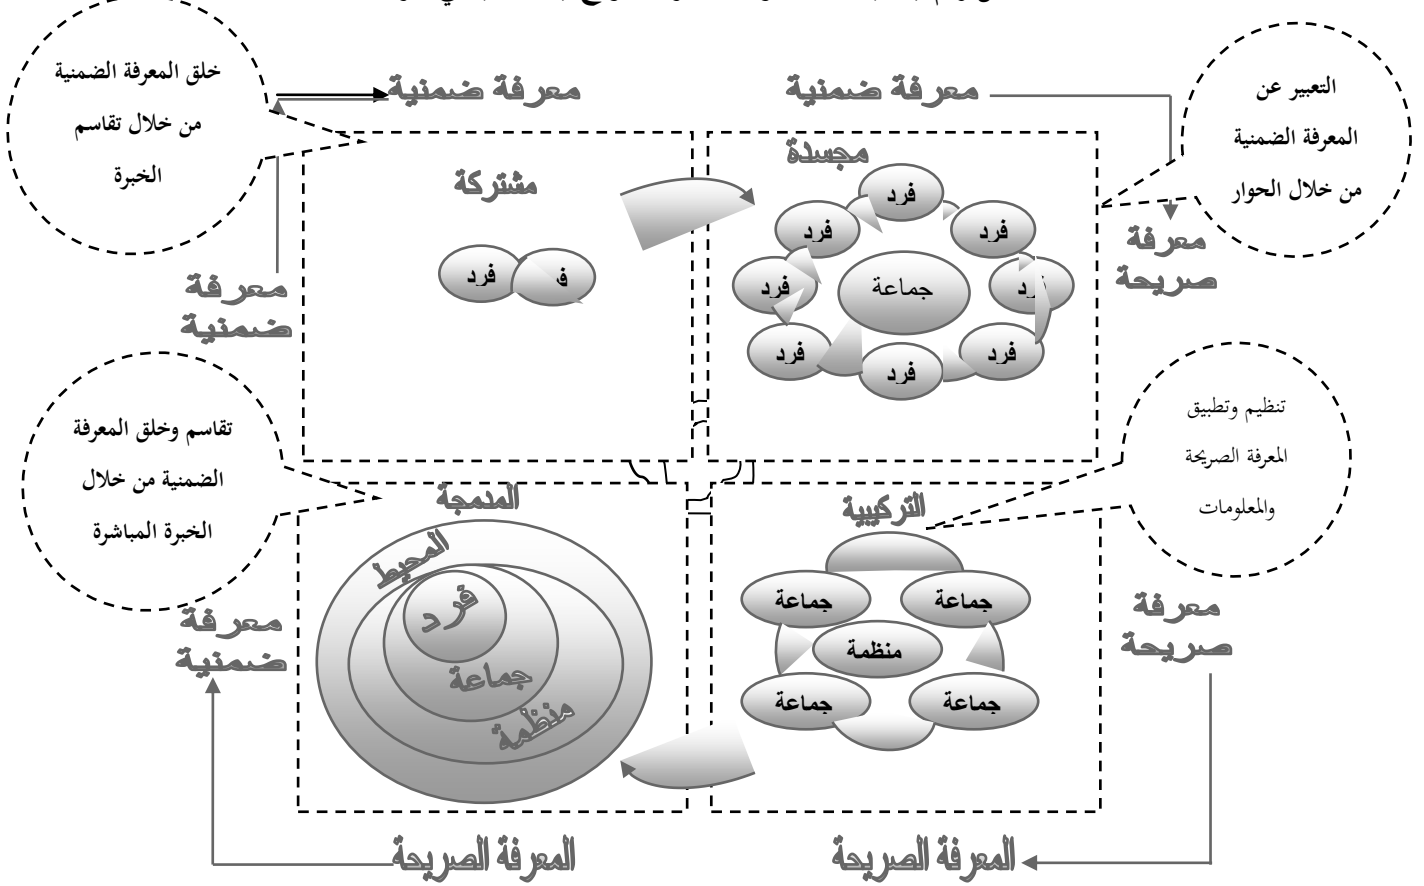 خلق المعرفة الضمنية
من خلال تقاسم
الخبرة
معرفة ضمنية
معرفة ضمنية
التعبير عن
المعرفة الضمنية
من خلال الحوار
مشتركة
مجسدة
فرد
فرد
فرد
فرد
فرد
فرد
فرد
فرد
فرد
جماعة
معرفة
ضمنية
معرفة
صريحة
تقاسم وخلق المعرفة
الضمنية من خلال
الخبرة المباشرة
تنظيم وتطبيق
المعرفة الصريحة
والمعلومات
المدمجة
المحيط
فرد
جماعة
منظمة
التركيبية
جماعة
جماعة
منظمة
جماعة
جماعة
معرفة
ضمنية
معرفة
صريحة
المعرفة الصريحة
المعرفة الصريحة